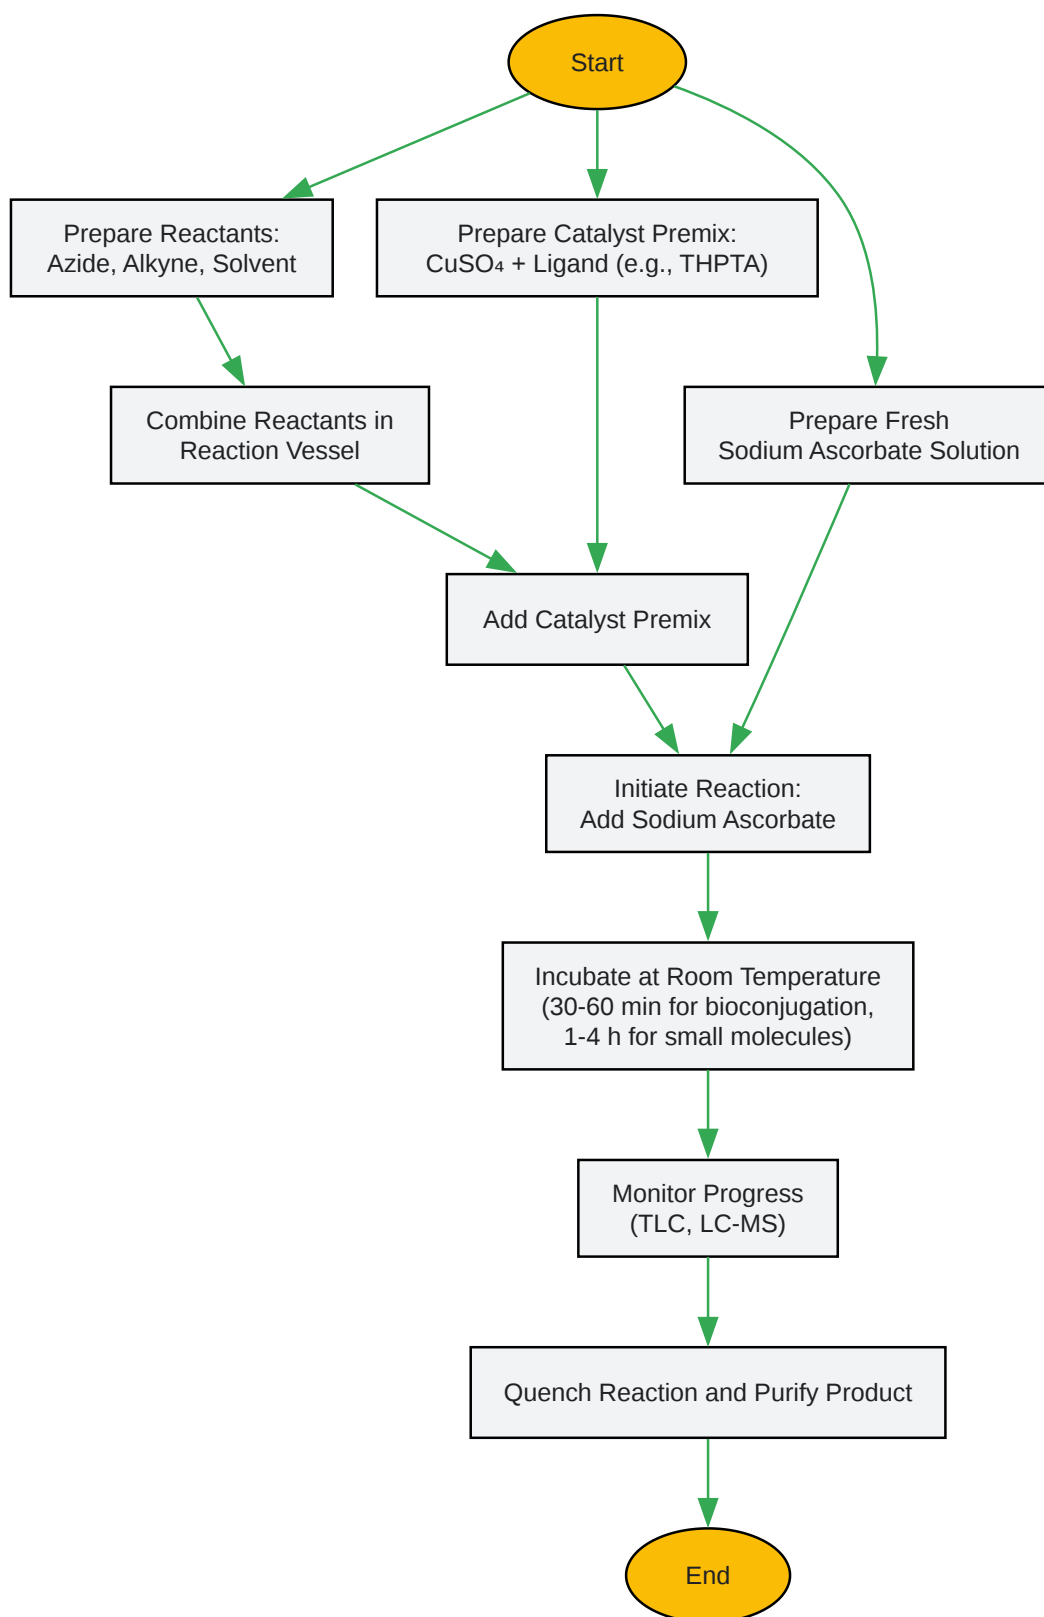 Start
Prepare Reactants:
Azide, Alkyne, Solvent
Prepare Catalyst Premix:
CuSO₄ + Ligand (e.g., THPTA)
Combine Reactants in
Reaction Vessel
Prepare Fresh
Sodium Ascorbate Solution
Add Catalyst Premix
Initiate Reaction:
Add Sodium Ascorbate
Incubate at Room Temperature
(30-60 min for bioconjugation,
1-4 h for small molecules)
Monitor Progress
(TLC, LC-MS)
Quench Reaction and Purify Product
End